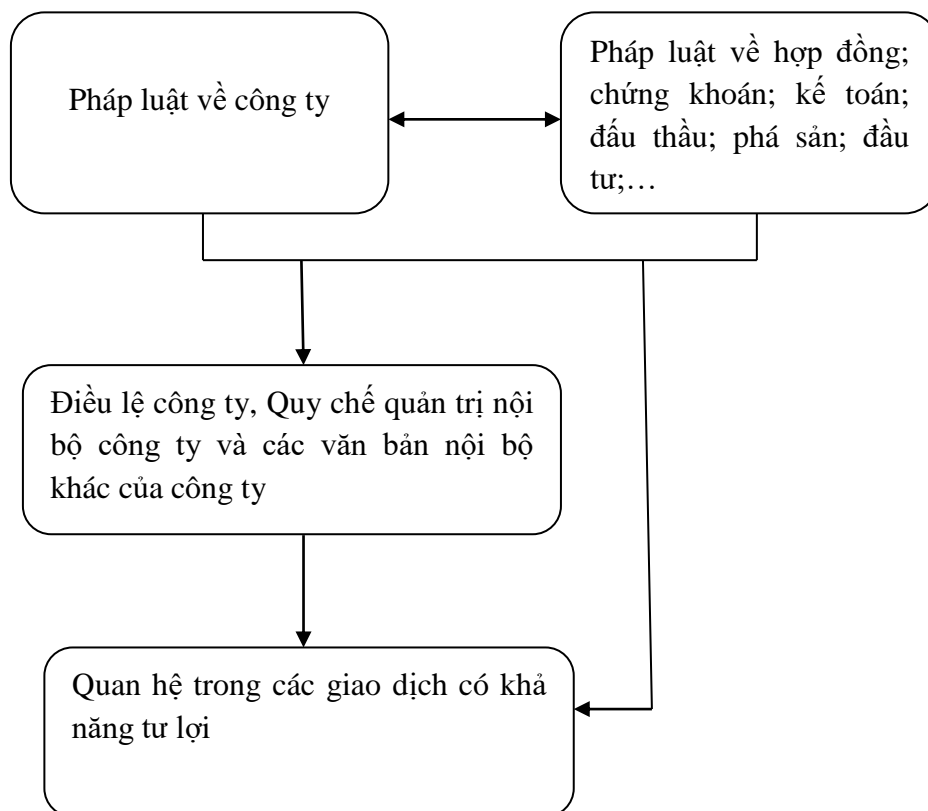 Pháp luật về công ty
Pháp luật về hợp đồng;
chứng khoán; kế toán;
đấu thầu; phá sản; đầu
tư;…
Điều lệ công ty, Quy chế quản trị nội
bộ công ty và các văn bản nội bộ
khác của công ty
Quan hệ trong các giao dịch có khả
năng tư lợi